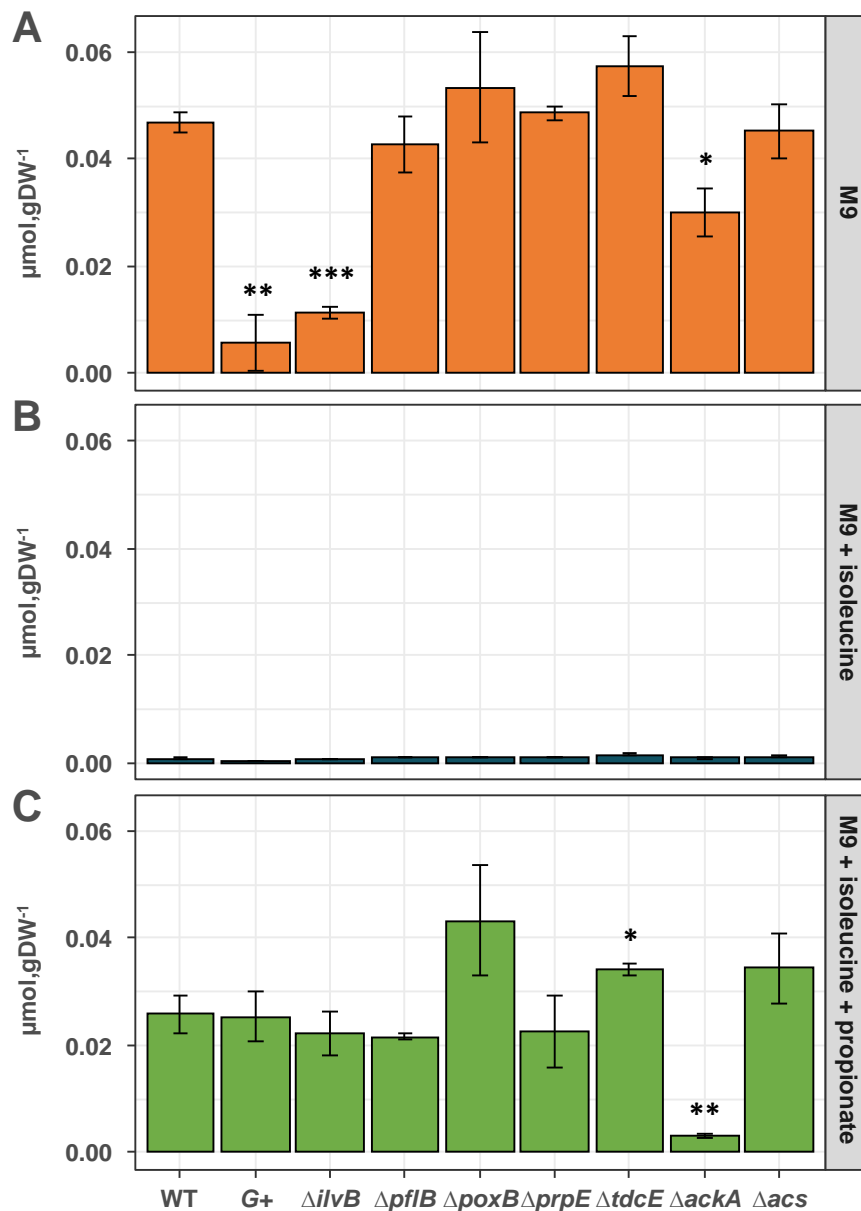 A
0.06
0.04
0.02
0.00
µmol,gDW-1
**
***
*
M9
B
0.06
0.04
0.02
0.00
µmol,gDW-1
M9 + isoleucine
C
0.06
0.04
0.02
0.00
µmol,gDW-1
*
**
M9 + isoleucine + propionate
WT G+ ΔilvB ΔpflB ΔpoxB ΔprpE ΔtdcE ΔackA Δacs